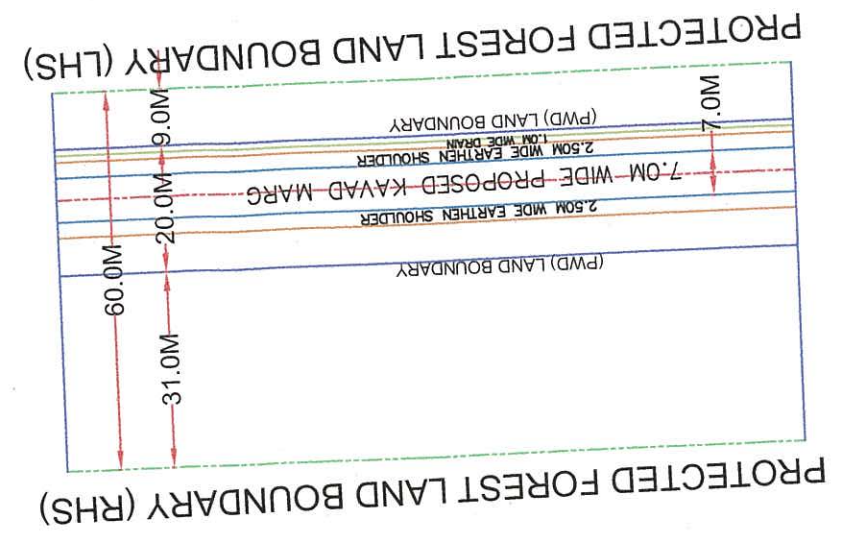 PROTECTED FOREST LAND BOUNDARY (RHS)
(PWD) LAND BOUNDARY
2.50M WIDE EARTHEN SHOULDER
7.0M WIDE PROPOSED KAVAD MARG
2.50M WIDE EARTHEN SHOULDER
1.0M WIDE DRAIN
(PWD) LAND BOUNDARY
PROTECTED FOREST LAND BOUNDARY (LHS)
60.0M
31.0M
20.0M
9.0M
7.0M